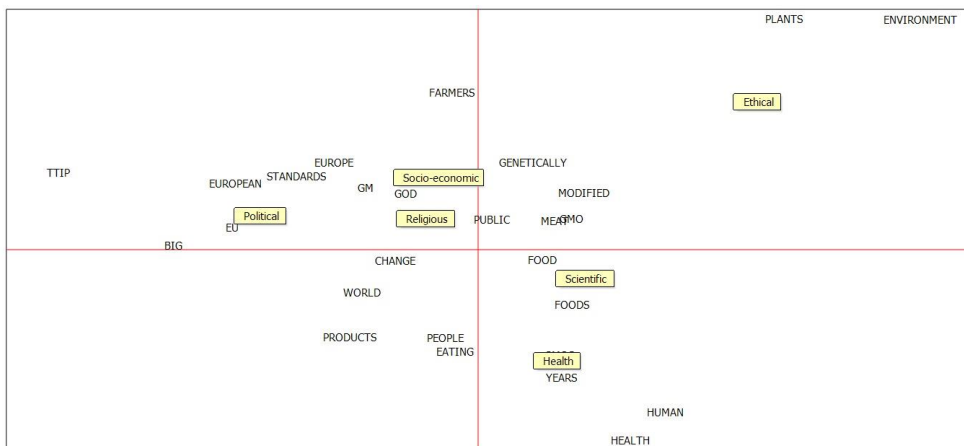 PLANTS ENVIRONMENT
FARMERS
Ethical
EUROPE GENETICALLY
TTIP STANDARDS Socio-economic
EUROPEAN GM GOD MODIFIED
Political Religious PUBLIC MEAT GMO
EU
BIG
CHANGE FOOD
Scientific
WORLD
FOODS
PRODUCTS PEOPLE
EATING
Health
YEARS
HUMAN
HEALTH